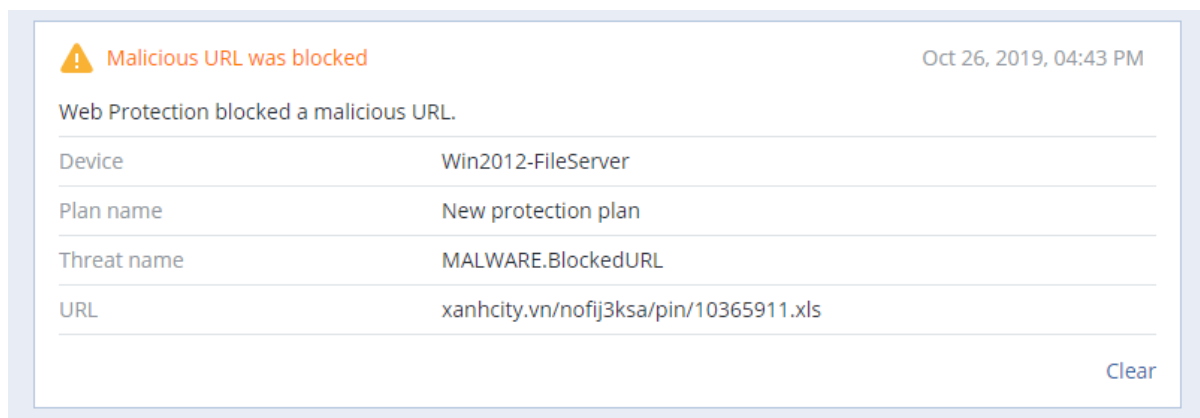 Malicious URL was blocked Oct 26, 2019, 04:43 PM
Web Protection blocked a malicious URL.
Device Win2012-FileServer
Plan name New protection plan
Threat name MALWARE.BlockedURL
URL xanhcity.vn/nofij3ksa/pin/10365911.xls
Clear